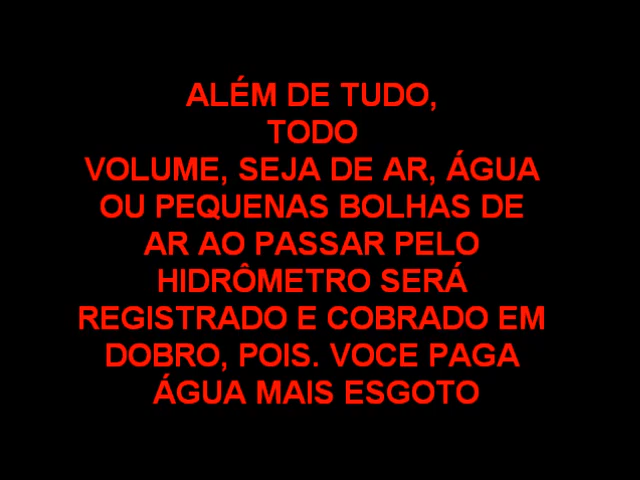 ALÉM DE TUDO,
TODO
VOLUME, SEJA DE AR, ÁGUA
OU PEQUENAS BOLHAS DE
AR AO PASSAR PELO
HIDRÔMETRO SERÁ
REGISTRADO E COBRADO EM
DOBRO, POIS. VOCE PAGA
ÁGUA MAIS ESGOTO